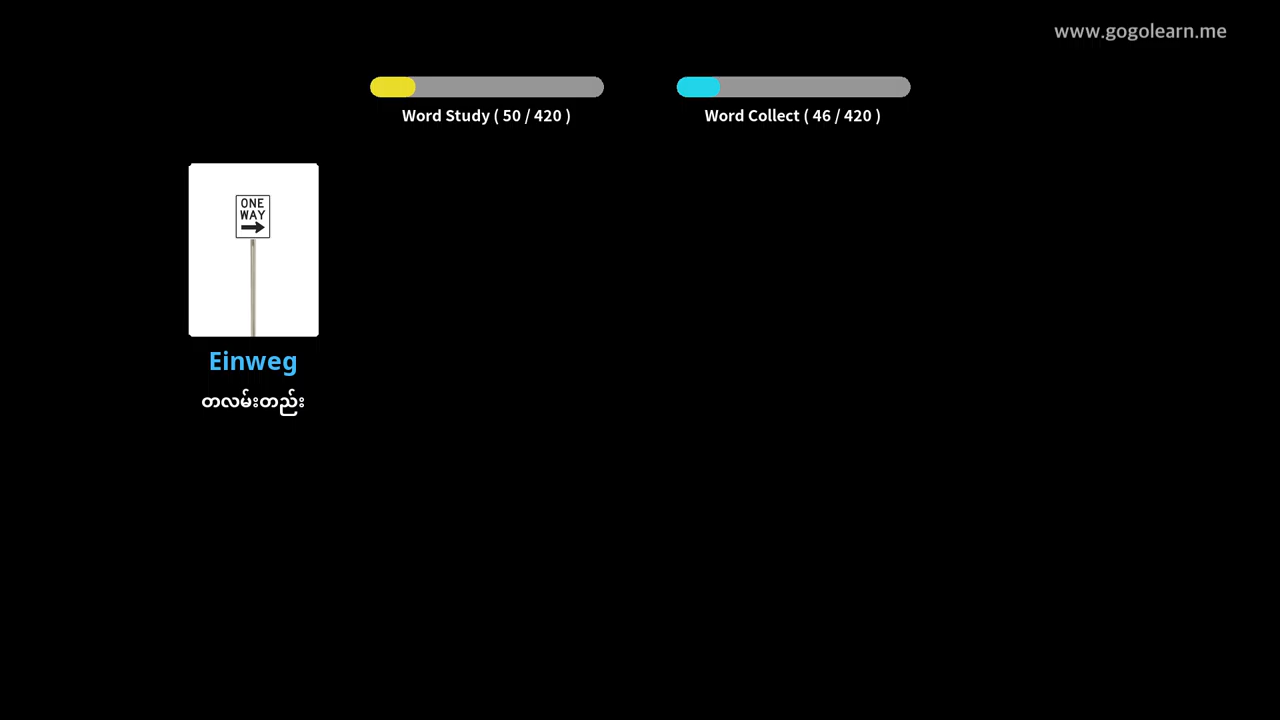 www.gogolearn.me
Word Study ( 50 / 420 )
Word Collect ( 46 / 420 )
ONE
WAY
Einweg
တလမ်းတည်း